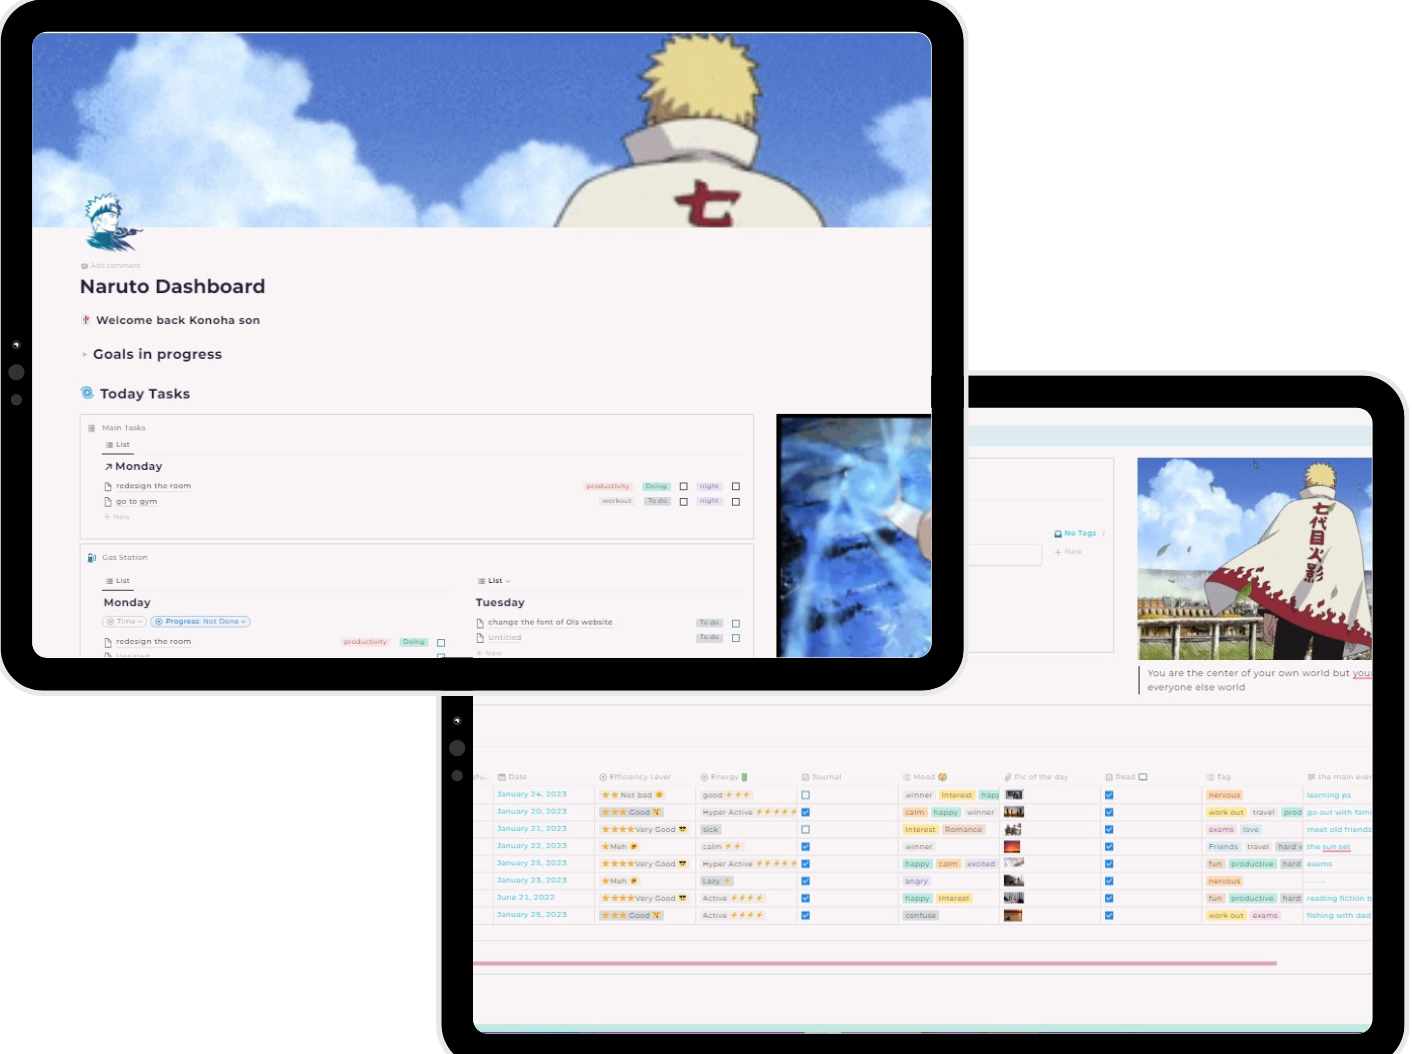 七
Add comment
Naruto Dashboard
Welcome back Konoha son
Goals in progress
Today Tasks
Main Tasks
List
Monday
redesign the room productivity Doing night
go to gym workout To do night
New
Gas Station
List List
Monday Tuesday
Time Progress: Not Done
change the font of OIs website To do
Untitled To do
redesign the room productivity Doing
New
Untitled
七代目火影
No Tags
New
You are the center of your own world but your
everyone else world
Date Efficiency Level Energy Journal Mood Pic of the day Read Tag the main eve
January 24, 2023 Not bad good winner Interest happ nervous learning ps
January 20, 2023 Good Hyper Active calm happy winner work out travel prod go out with fami
January 21, 2023 Very Good sick Interest Romance exams love meet old friends
January 22, 2023 Meh calm winner Friends travel hard w the sun set
January 25, 2023 Very Good Hyper Active happy calm excited fun productive hard exams
January 23, 2023 Meh Lazy angry nervous
June 21, 2022 Very Good Active happy Interest fun productive hard reading fiction b
January 25, 2023 Good Active confuse work out exams fishing with dad